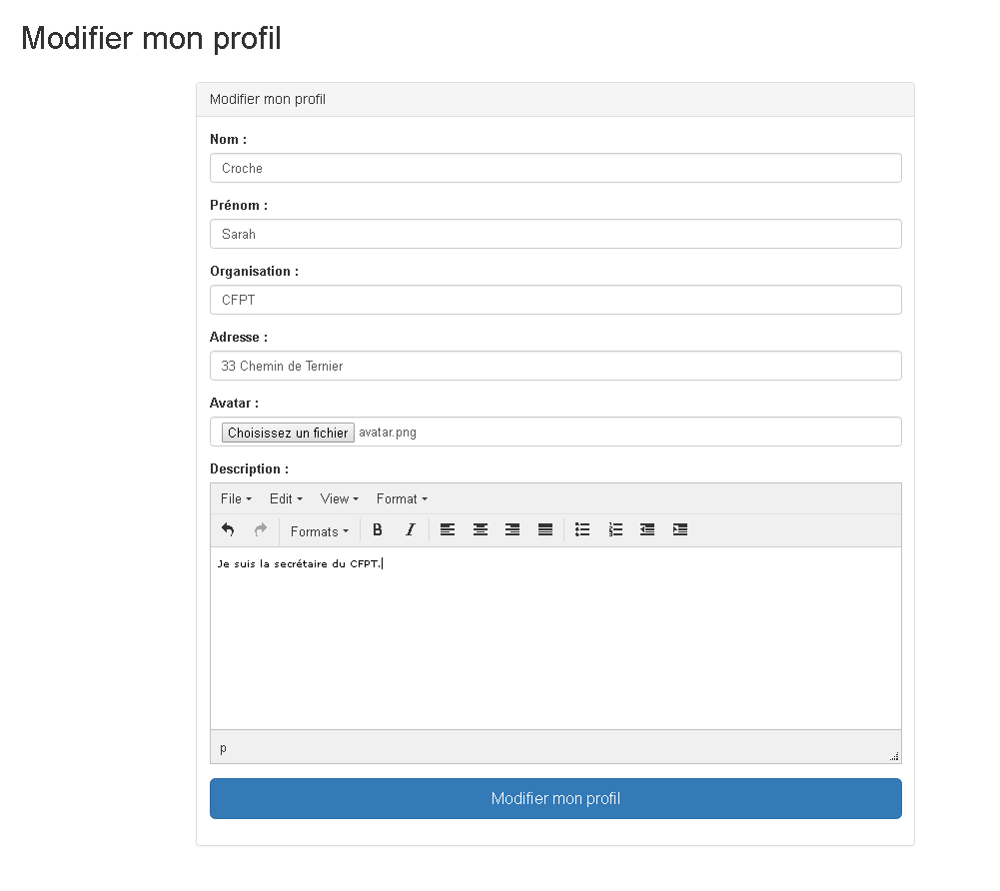 Modifier mon profil
Modifier mon profil
Nom :
Croche
Prénom :
Sarah
Organisation :
CFPT
Adresse :
33 Chemin de Ternier
Avatar :
Choisissez un fichier avatar.png
Description :
File Edit View Format
Formats B I
Je suis la secrétaire du CFPT.
p
Modifier mon profil